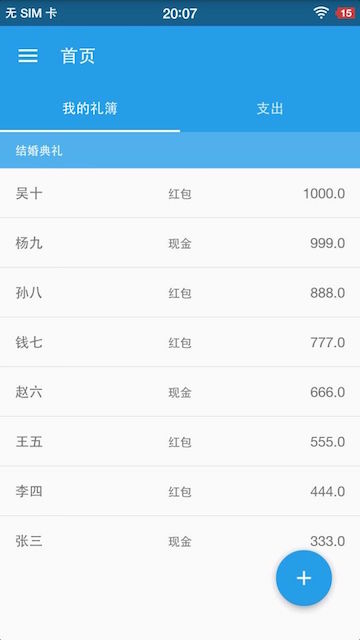 无 SIM 卡 20:07 15
首页
我的礼簿 支出
结婚典礼
吴十 红包 1000.0
杨九 现金 999.0
孙八 红包 888.0
钱七 红包 777.0
赵六 现金 666.0
王五 红包 555.0
李四 红包 444.0
张三 现金 333.0
+